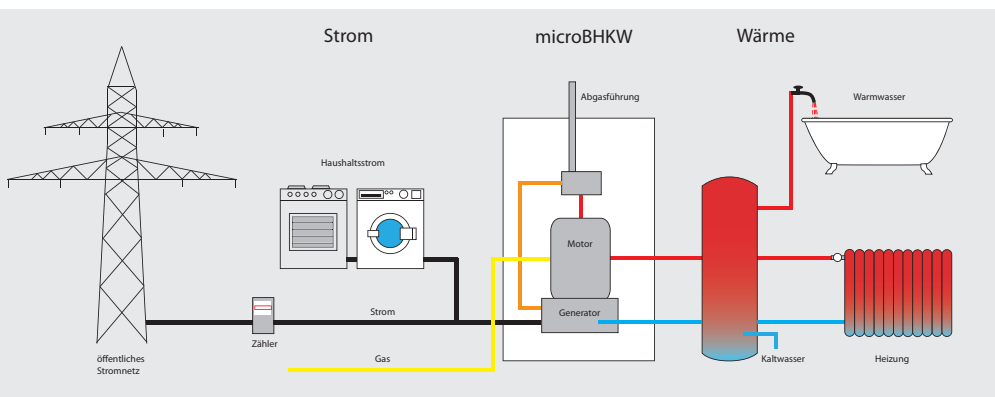 Strom
microBHKW
Wärme
Abgasführung
Warmwasser
Haushaltsstrom
Motor
Strom
Generator
Zähler
öffentliches
Stromnetz
Gas
Kaltwasser
Heizung